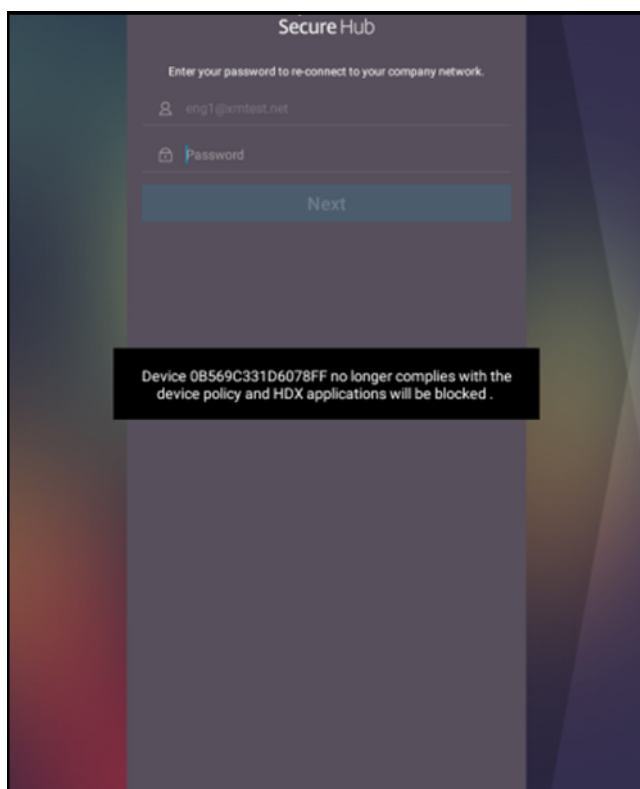 Secure Hub
Enter your password to re-connect to your company network.
eng1@xmtest.net
Password
Next
Device 0B569C331D6078FF no longer complies with the
device policy and HDX applications will be blocked .